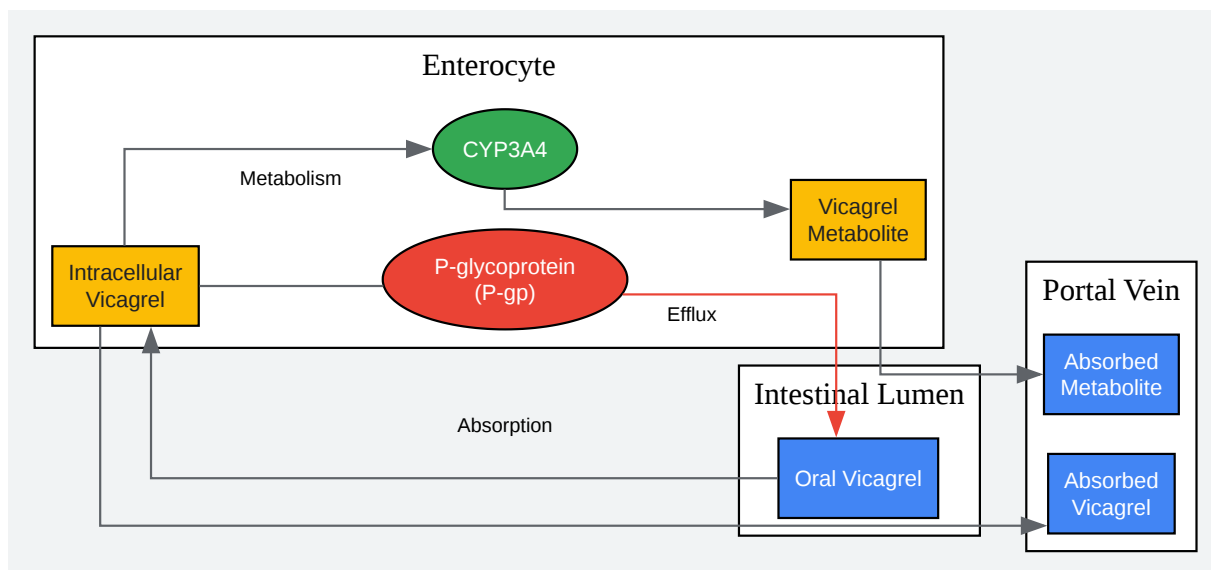 Enterocyte
CYP3A4
Metabolism
Vicagrel
Metabolite
P-glycoprotein
(P-gp)
Intracellular
Vicagrel
Efflux
Portal Vein
Absorbed
Metabolite
Intestinal Lumen
Absorption
Oral Vicagrel
Absorbed
Vicagrel